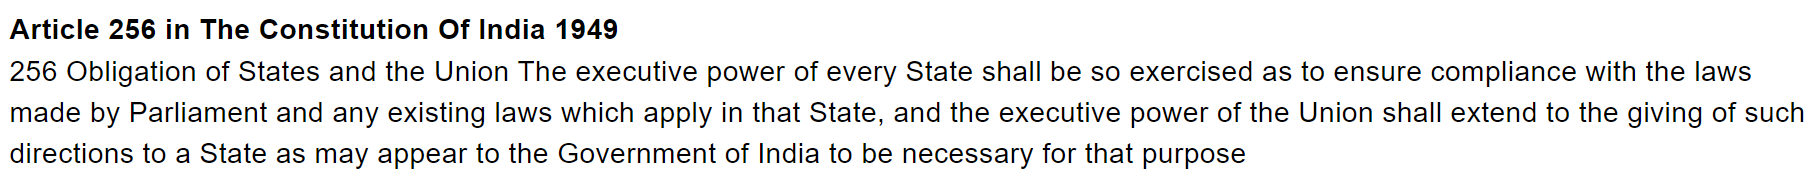 Article 256 in The Constitution Of India 1949
256 Obligation of States and the Union The executive power of every State shall be so exercised as to ensure compliance with the laws
made by Parliament and any existing laws which apply in that State, and the executive power of the Union shall extend to the giving of such
directions to a State as may appear to the Government of India to be necessary for that purpose